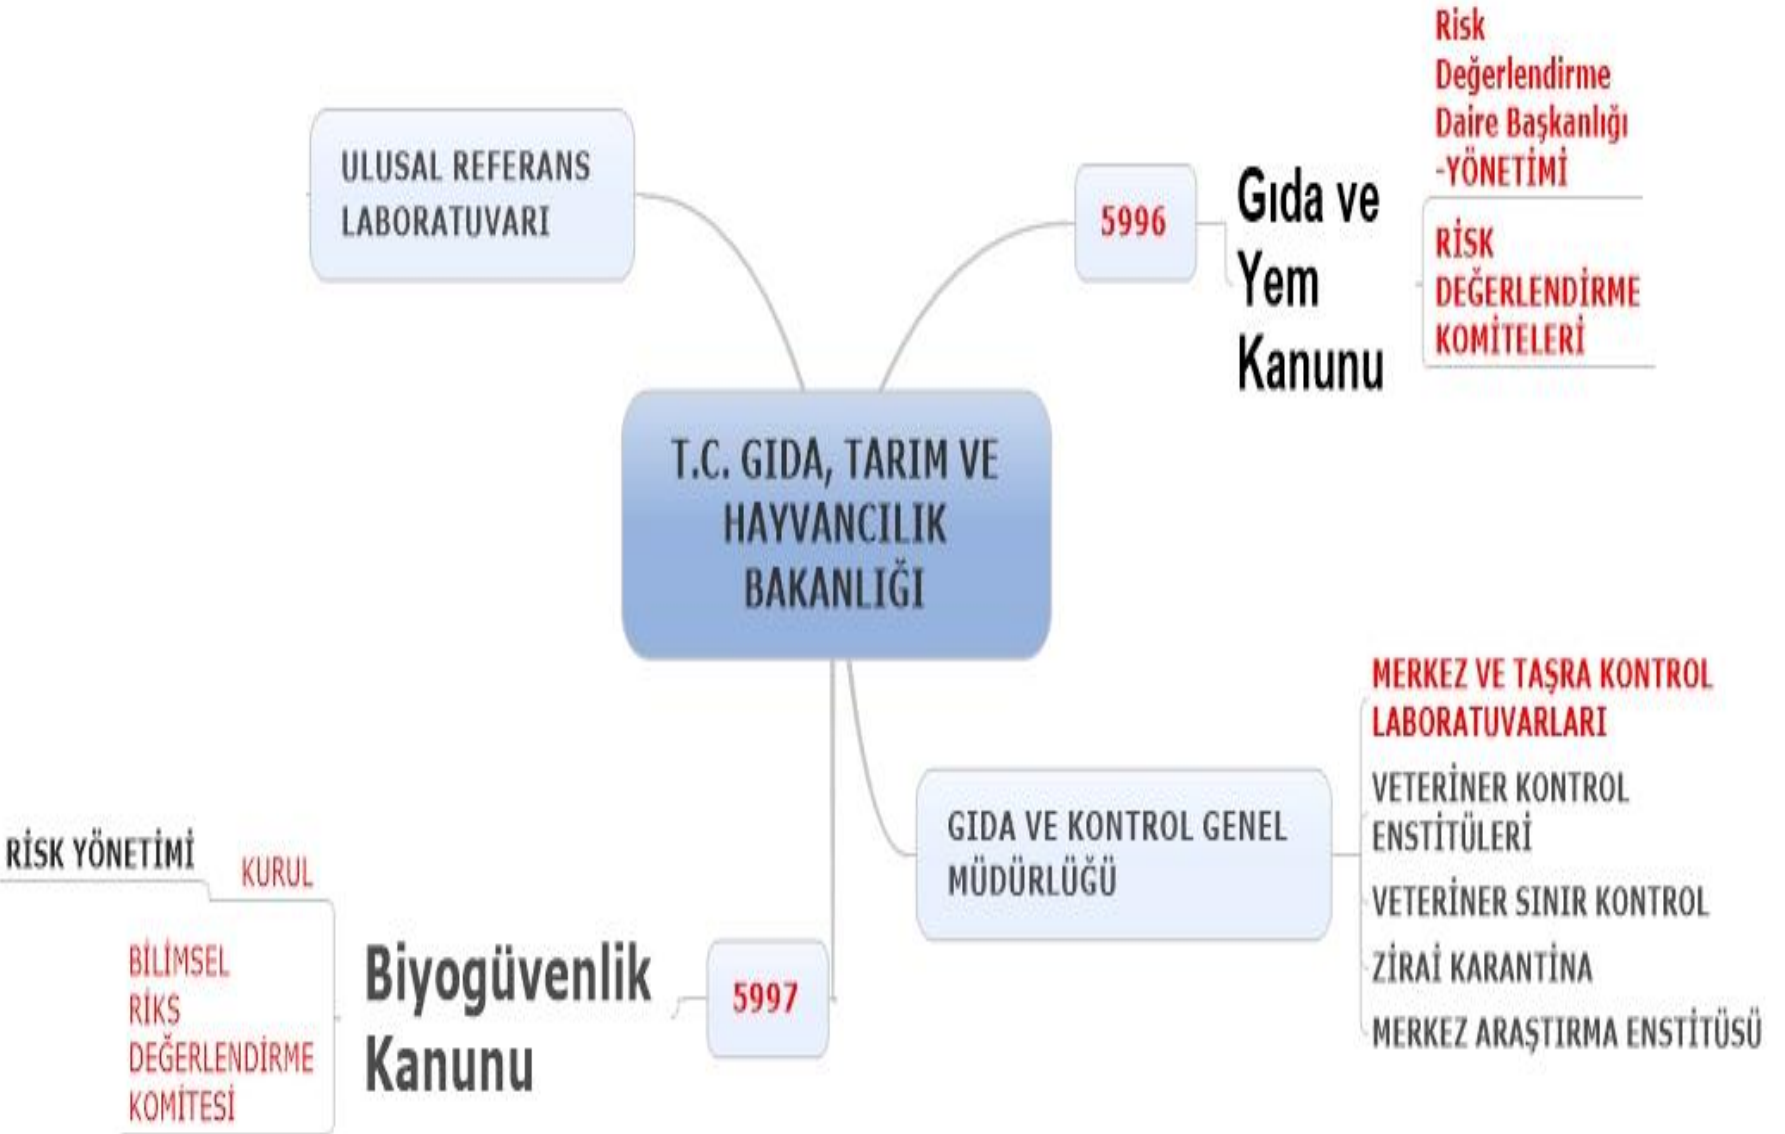 ULUSAL REFERANS
LABORATUVARI
5996
Gıda ve
Yem
Kanunu
Risk
Değerlendirme
Daire Başkanlığı
-YÖNETİMİ
RİSK
DEĞERLENDİRME
KOMİTELERİ
T.C. GIDA, TARIM VE
HAYVANCILIK
BAKANLIĞI
GIDA VE KONTROL GENEL
MÜDÜRLÜĞÜ
MERKEZ VE TAŞRA KONTROL
LABORATUVARLARI
VETERİNER KONTROL
ENSTİTÜLERİ
VETERİNER SINIR KONTROL
ZİRAİ KARANTİNA
MERKEZ ARAŞTIRMA ENSTİTÜSÜ
5997
Biyogüvenlik
Kanunu
KURUL
RİSK YÖNETİMİ
BİLİMSEL
RİKS
DEĞERLENDİRME
KOMİTESİ